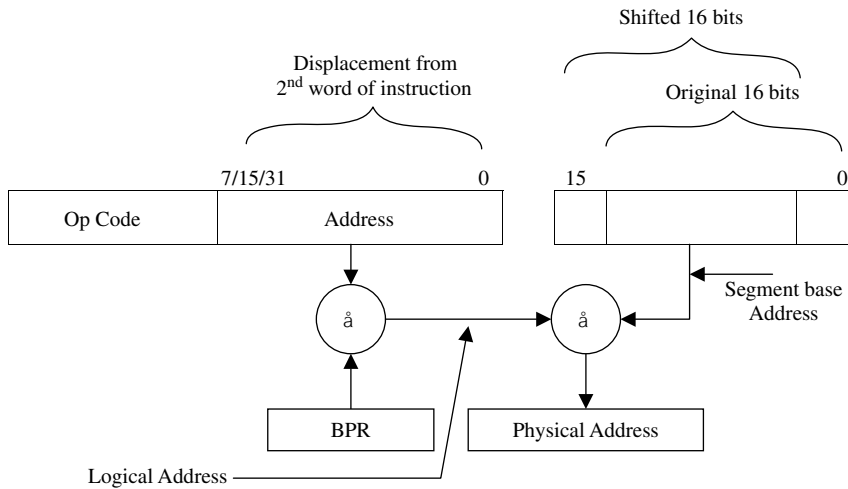 Shifted 16 bits
Displacement from
2nd word of instruction
Original 16 bits
7/15/31 0
15 0
Op Code Address
å å
Segment base
Address
BPR Physical Address
Logical Address